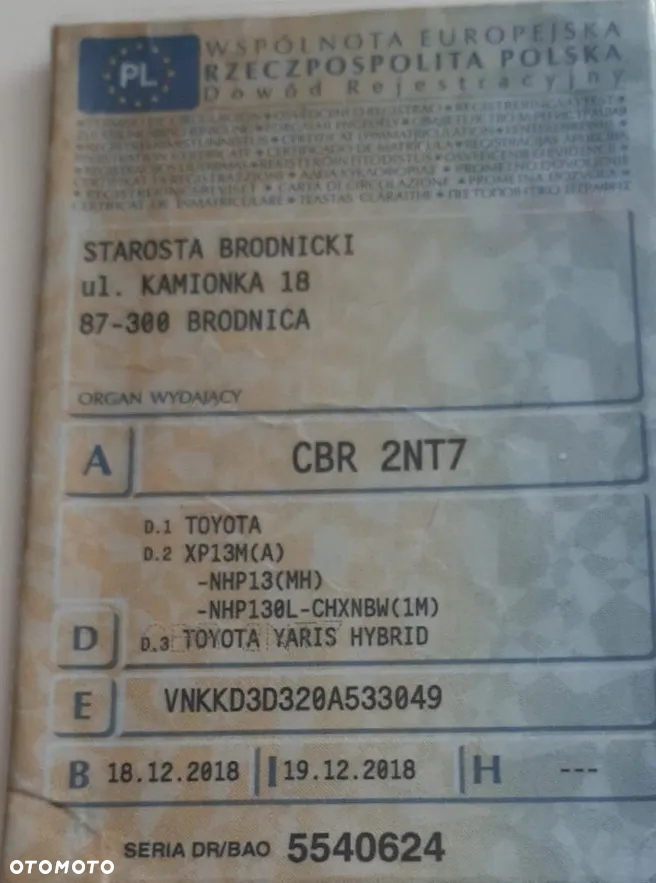 PL
WSPÓLNOTA EUROPEJSKA
RZECZPOSPOLITA POLSKA
Dowód Rejestracyjny
STAROSTA BRODNICKI
ul. KAMIONKA 18
87-300 BRODNICA
ORGAN WYDAJĄCY
A CBR 2NT7
D.1 TOYOTA
D.2 XP13M(A)
-NHP13(MH)
-NHP130L-CHXNBW(1M)
D D.3 TOYOTA YARIS HYBRID
E VNKKD3D320A533049
B 18.12.2018 I 19.12.2018 H ---
SERIA DR/BAO 5540624
OTOMOTO